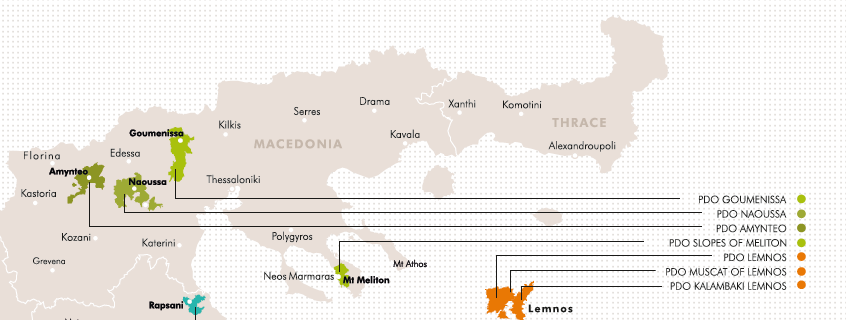 Drama
Xanthi
Komotini
Serres
Kilkis
THRACE
Goumenissa
Kavala
MACEDONIA
Alexandroupoli
Florina
Edessa
Amynteo
Naoussa
Thessaloniki
Kastoria
PDO GOUMENISSA
PDO NAOUSSA
PDO AMYNTEO
Kozani
Katerini
Polygyros
PDO SLOPES OF MELITON
Grevena
Mt Athos
PDO LEMNOS
Neos Marmaras
Mt Meliton
PDO MUSCAT OF LEMNOS
PDO KALAMBAKI LEMNOS
Rapsani
Lemnos